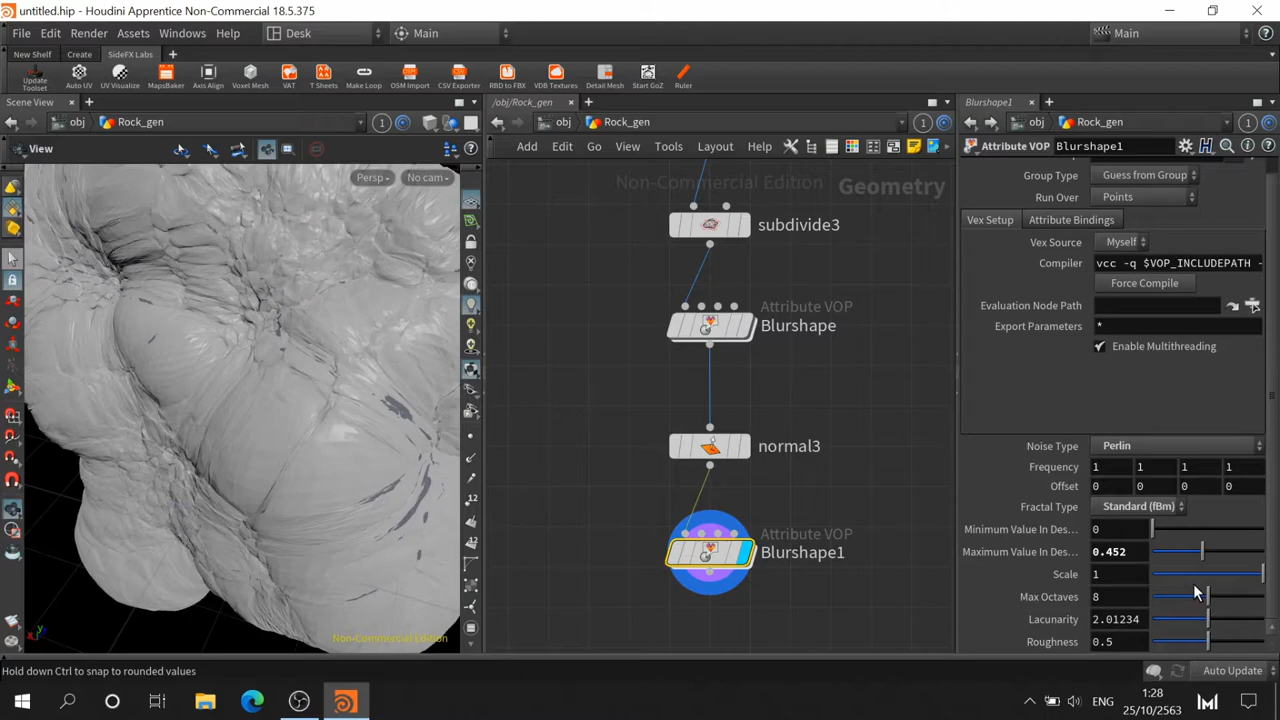 untitled.hip - Houdini Apprentice Non-Commercial 18.5.375
File Edit Render Assets Windows Help Desk Main Main
New Shelf Create SideFX Labs
Update Toolset Auto UV UV Visualize MapsBaker Axis Align Voxel Mesh VAT T Sheets Make Loop OSM Import CSV Exporter RBD to FBX VDB Textures Detail Mesh Start GoZ Ruler
Scene View
obj Rock_gen 1
View
Persp No cam
12
Non-Commercial Edition
/obj/Rock_gen
obj Rock_gen 1
Add Edit Go View Tools Layout Help
Non-Commercial Edition Geometry
subdivide3
Attribute VOP
Blurshape
normal3
Attribute VOP
Blurshape1
Blurshape1
obj Rock_gen 1
Attribute VOP Blurshape1
Group Type Guess from Group
Run Over Points
Vex Setup Attribute Bindings
Vex Source Myself
Compiler vcc -q $VOP_INCLUDEPATH -
Force Compile
Evaluation Node Path
Export Parameters *
Enable Multithreading
Noise Type Perlin
Frequency 1 1 1 1
Offset 0 0 0 0
Fractal Type Standard (fBm)
Minimum Value In Des... 0
Maximum Value In Des... 0.452
Scale 1
Max Octaves 8
Lacunarity 2.01234
Roughness 0.5
Hold down Ctrl to snap to rounded values
Auto Update
ENG
1:28
25/10/2563